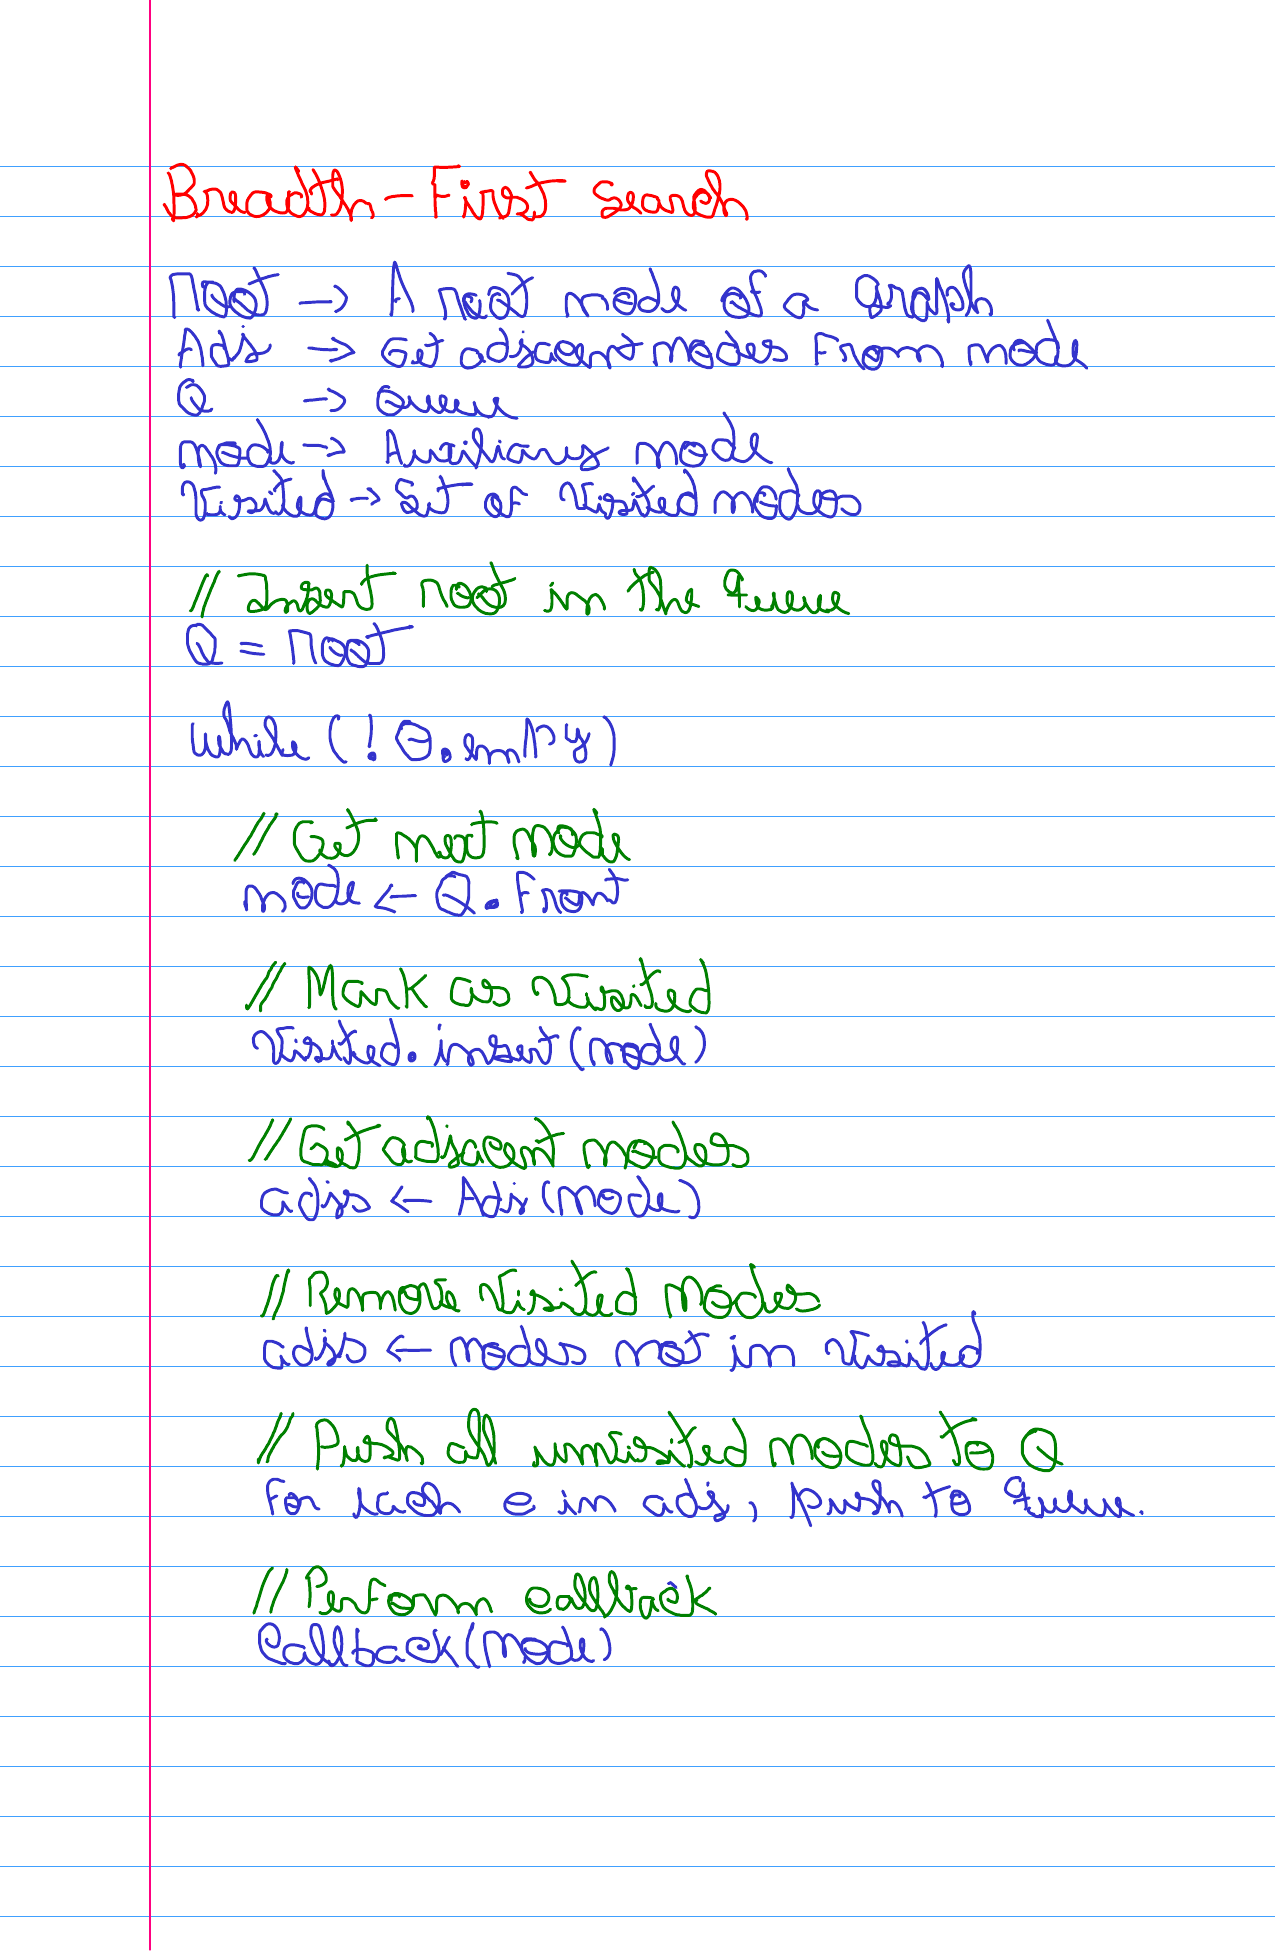 Breadth-First Search
root → A root node of a graph
Adj → Get adjacent nodes from node
Q → Queue
node → Auxiliary node
Visited → Set of visited nodes
// Insert root in the queue
Q = root
while (!Q.empty)
// Get next node
node ← Q.Front
// Mark as visited
Visited.insert(node)
// Get adjacent nodes
adjs ← Adj(node)
// Remove visited nodes
adjs ← nodes not in visited
// Push all unvisited nodes to Q
For each e in adj, push to queue.
// Perform callback
Callback(node)